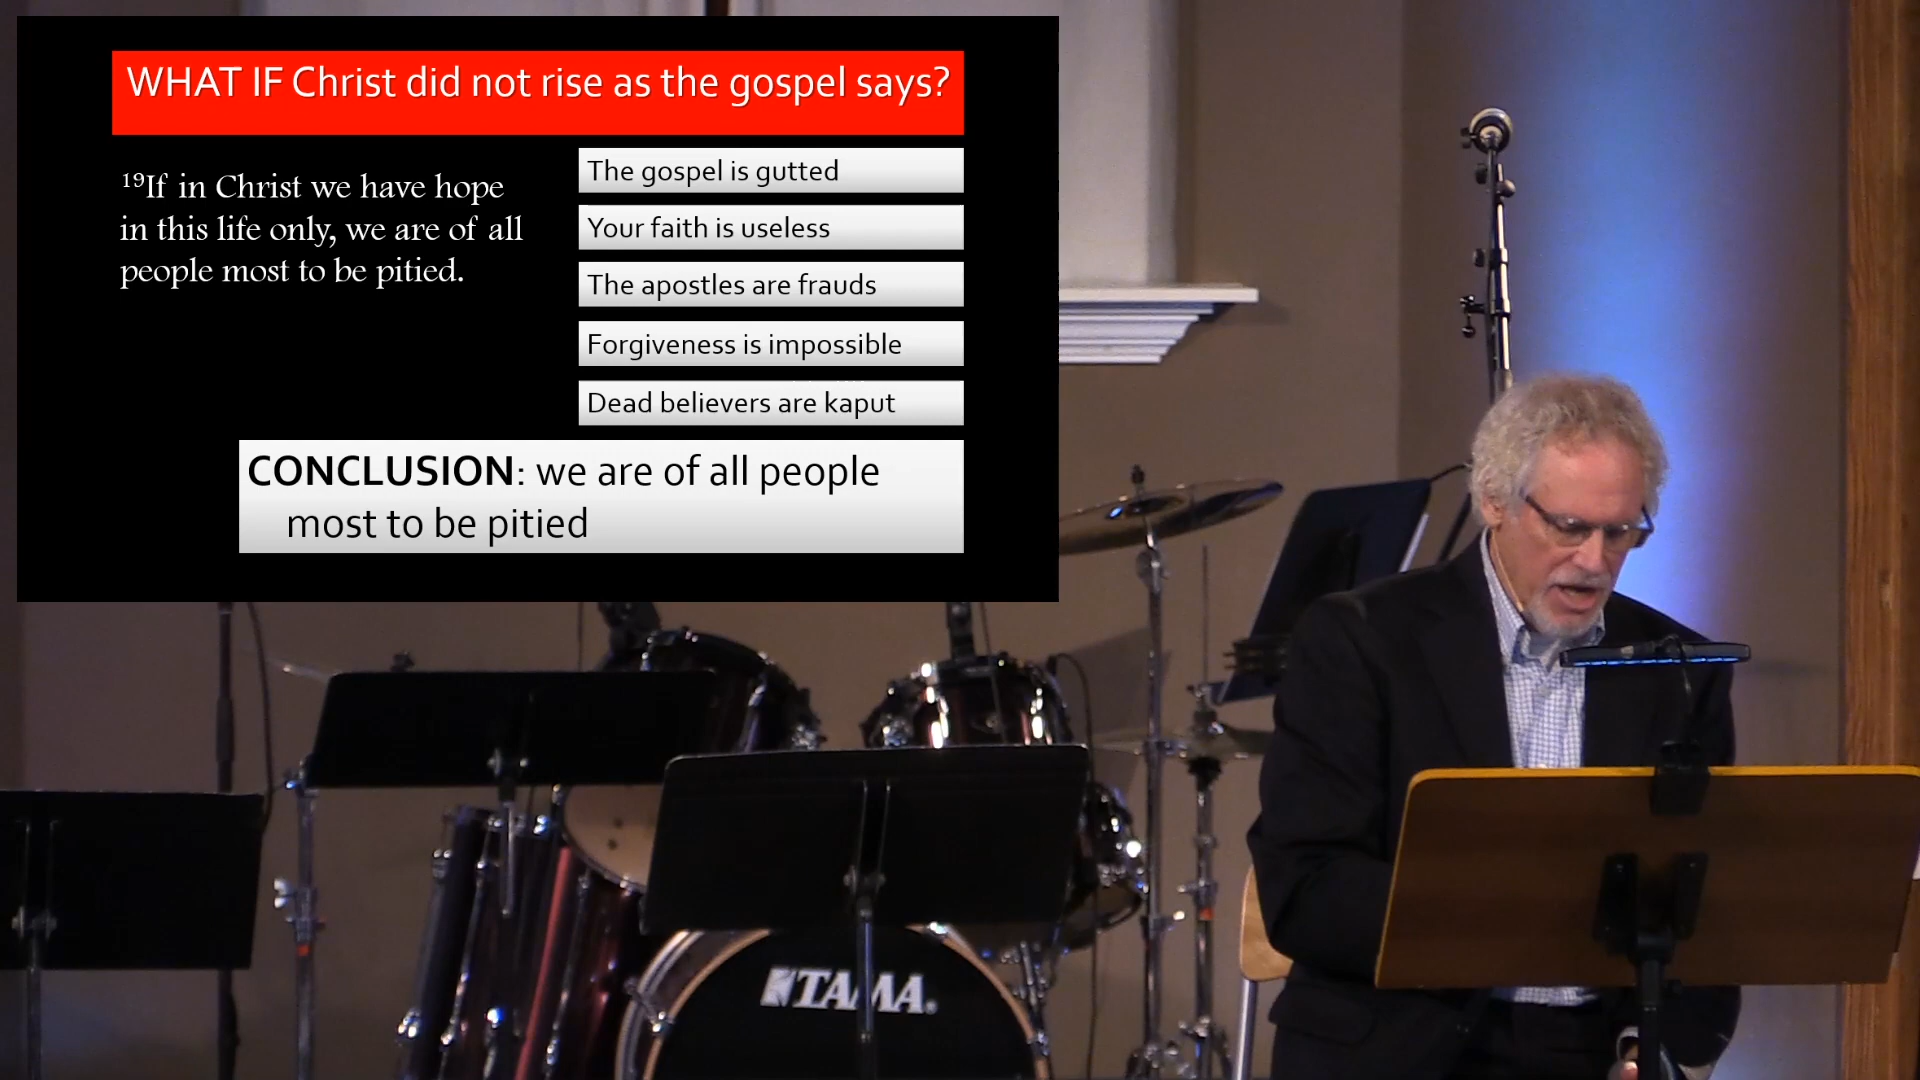 WHAT IF Christ did not rise as the gospel says?
¹⁹If in Christ we have hope
in this life only, we are of all
people most to be pitied.
The gospel is gutted
Your faith is useless
The apostles are frauds
Forgiveness is impossible
Dead believers are kaput
CONCLUSION: we are of all people
most to be pitied
TAMA